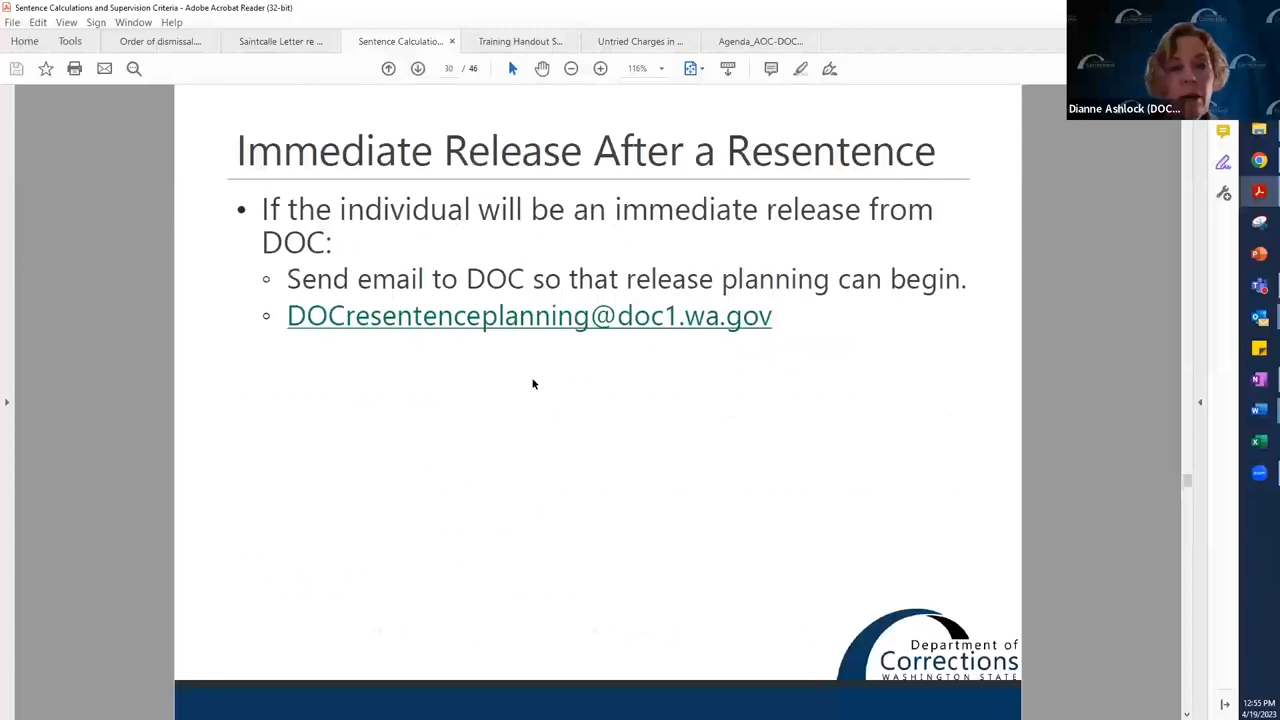 Sentence Calculations and Supervision Criteria - Adobe Acrobat Reader (32-bit)
File Edit View Sign Window Help
Home Tools Order of dismissal.... Saintcalle Letter re ... Sentence Calculatio... × Training Handout S... Untried Charges in ... Agenda_AOC-DOC...
30 / 46 116%
Dianne Ashlock (DOC...
Immediate Release After a Resentence
• If the individual will be an immediate release from
DOC:
◦ Send email to DOC so that release planning can begin.
◦ DOCresentenceplanning@doc1.wa.gov
Department of
Corrections
WASHINGTON STATE
12:55 PM
4/19/2023